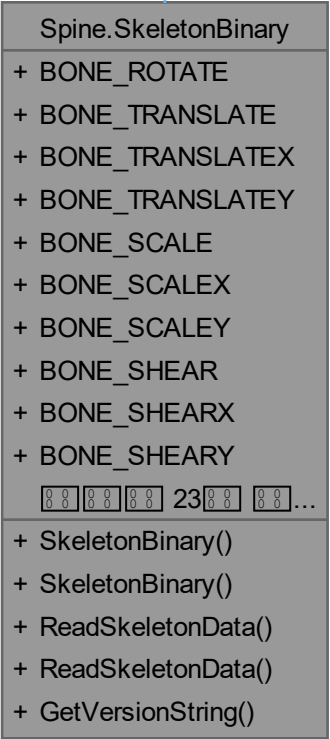 Spine.SkeletonBinary
+ BONE_ROTATE
+ BONE_TRANSLATE
+ BONE_TRANSLATEX
+ BONE_TRANSLATEY
+ BONE_SCALE
+ BONE_SCALEX
+ BONE_SCALEY
+ BONE_SHEAR
+ BONE_SHEARX
+ BONE_SHEARY
23 ...
+ SkeletonBinary()
+ SkeletonBinary()
+ ReadSkeletonData()
+ ReadSkeletonData()
+ GetVersionString()